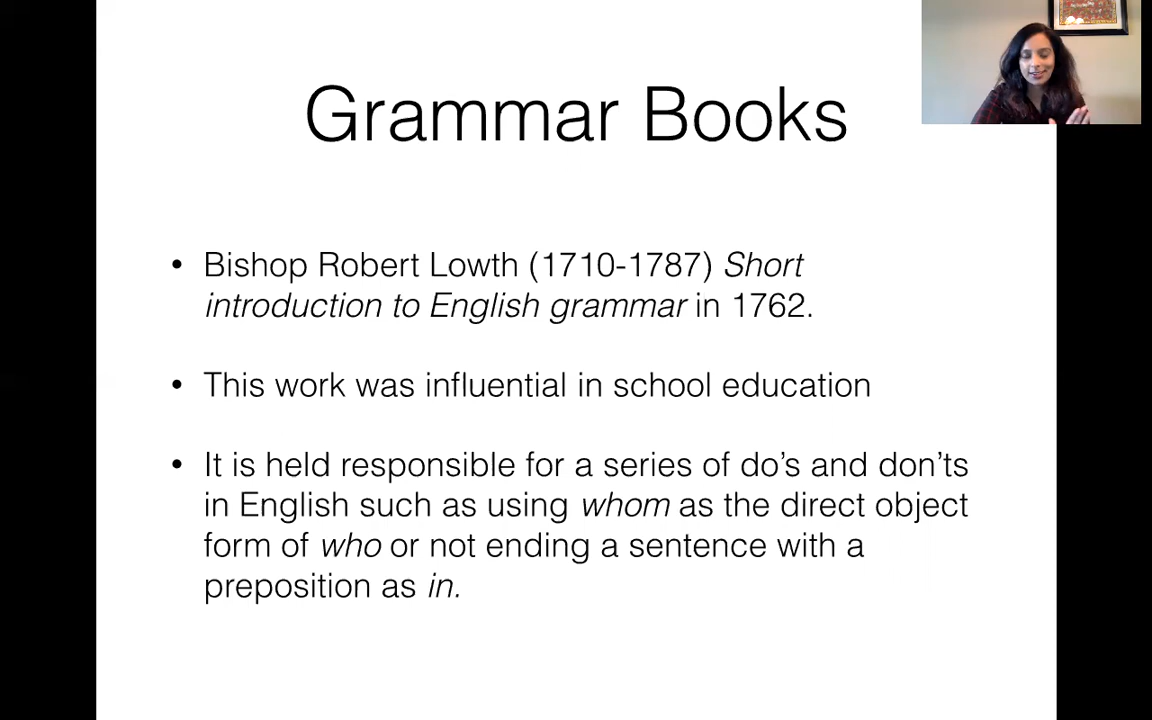 Grammar Books
• Bishop Robert Lowth (1710-1787) Short
introduction to English grammar in 1762.
• This work was influential in school education
• It is held responsible for a series of do’s and don’ts
in English such as using whom as the direct object
form of who or not ending a sentence with a
preposition as in.